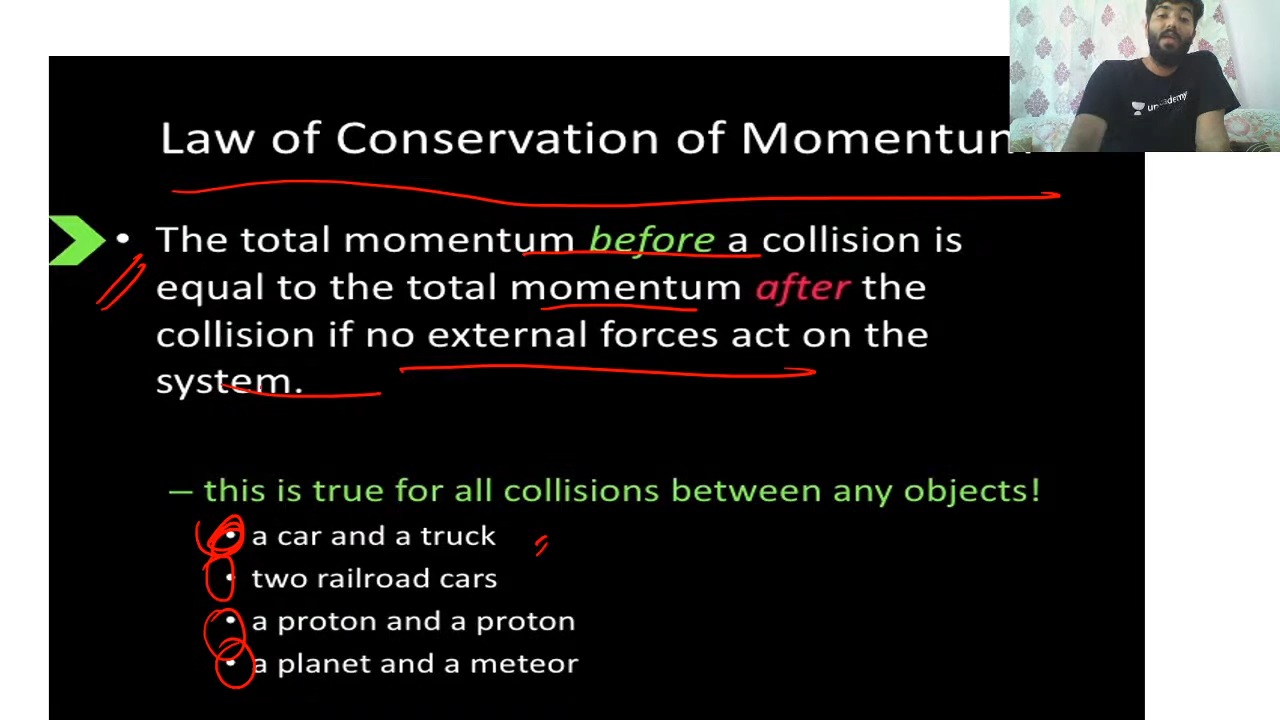 Law of Conservation of Momentum
• The total momentum before a collision is
equal to the total momentum after the
collision if no external forces act on the
system.
– this is true for all collisions between any objects!
• a car and a truck
• two railroad cars
• a proton and a proton
• a planet and a meteor
unacademy